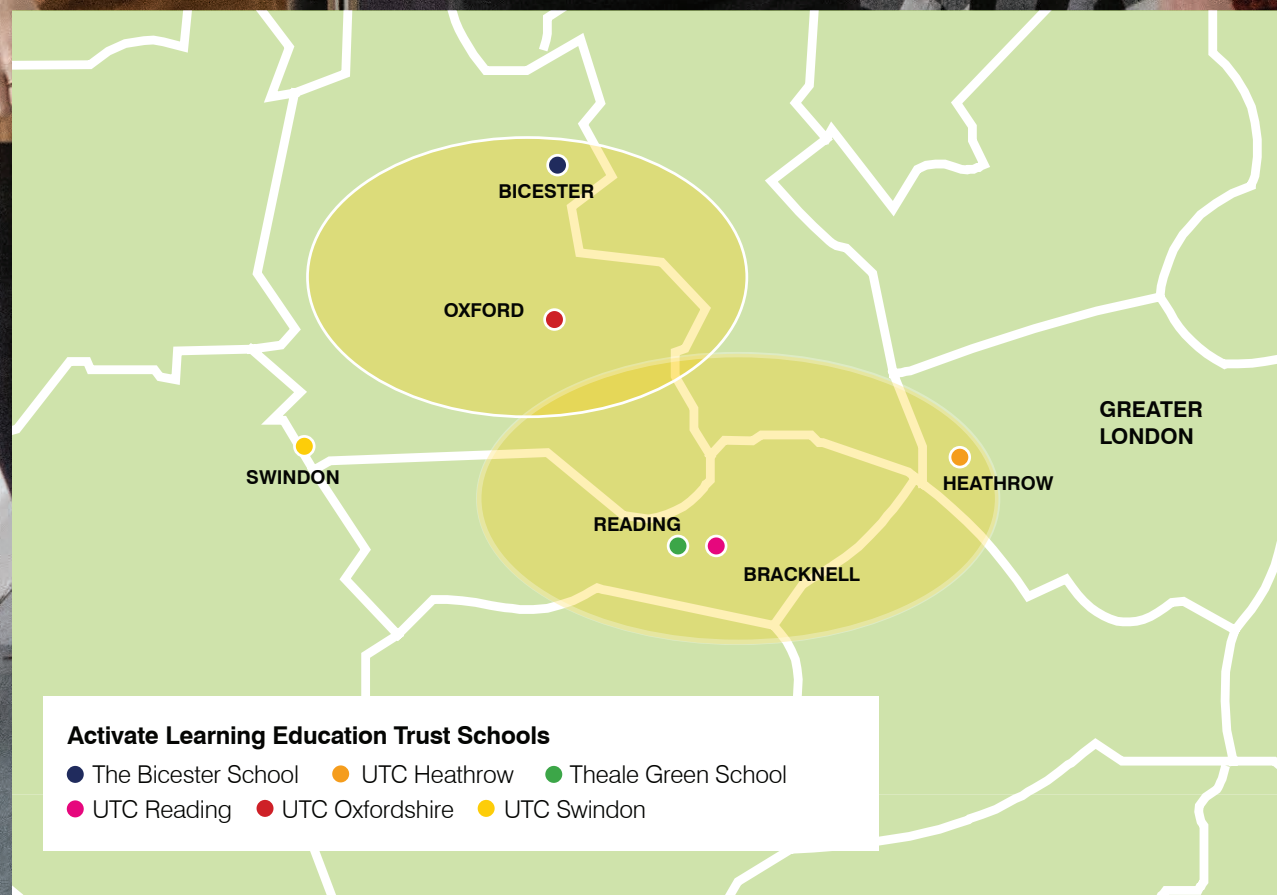 BICESTER
OXFORD
GREATER
LONDON
SWINDON
HEATHROW
READING
BRACKNELL
Activate Learning Education Trust Schools
The Bicester School UTC Heathrow Theale Green School
UTC Reading UTC Oxfordshire UTC Swindon